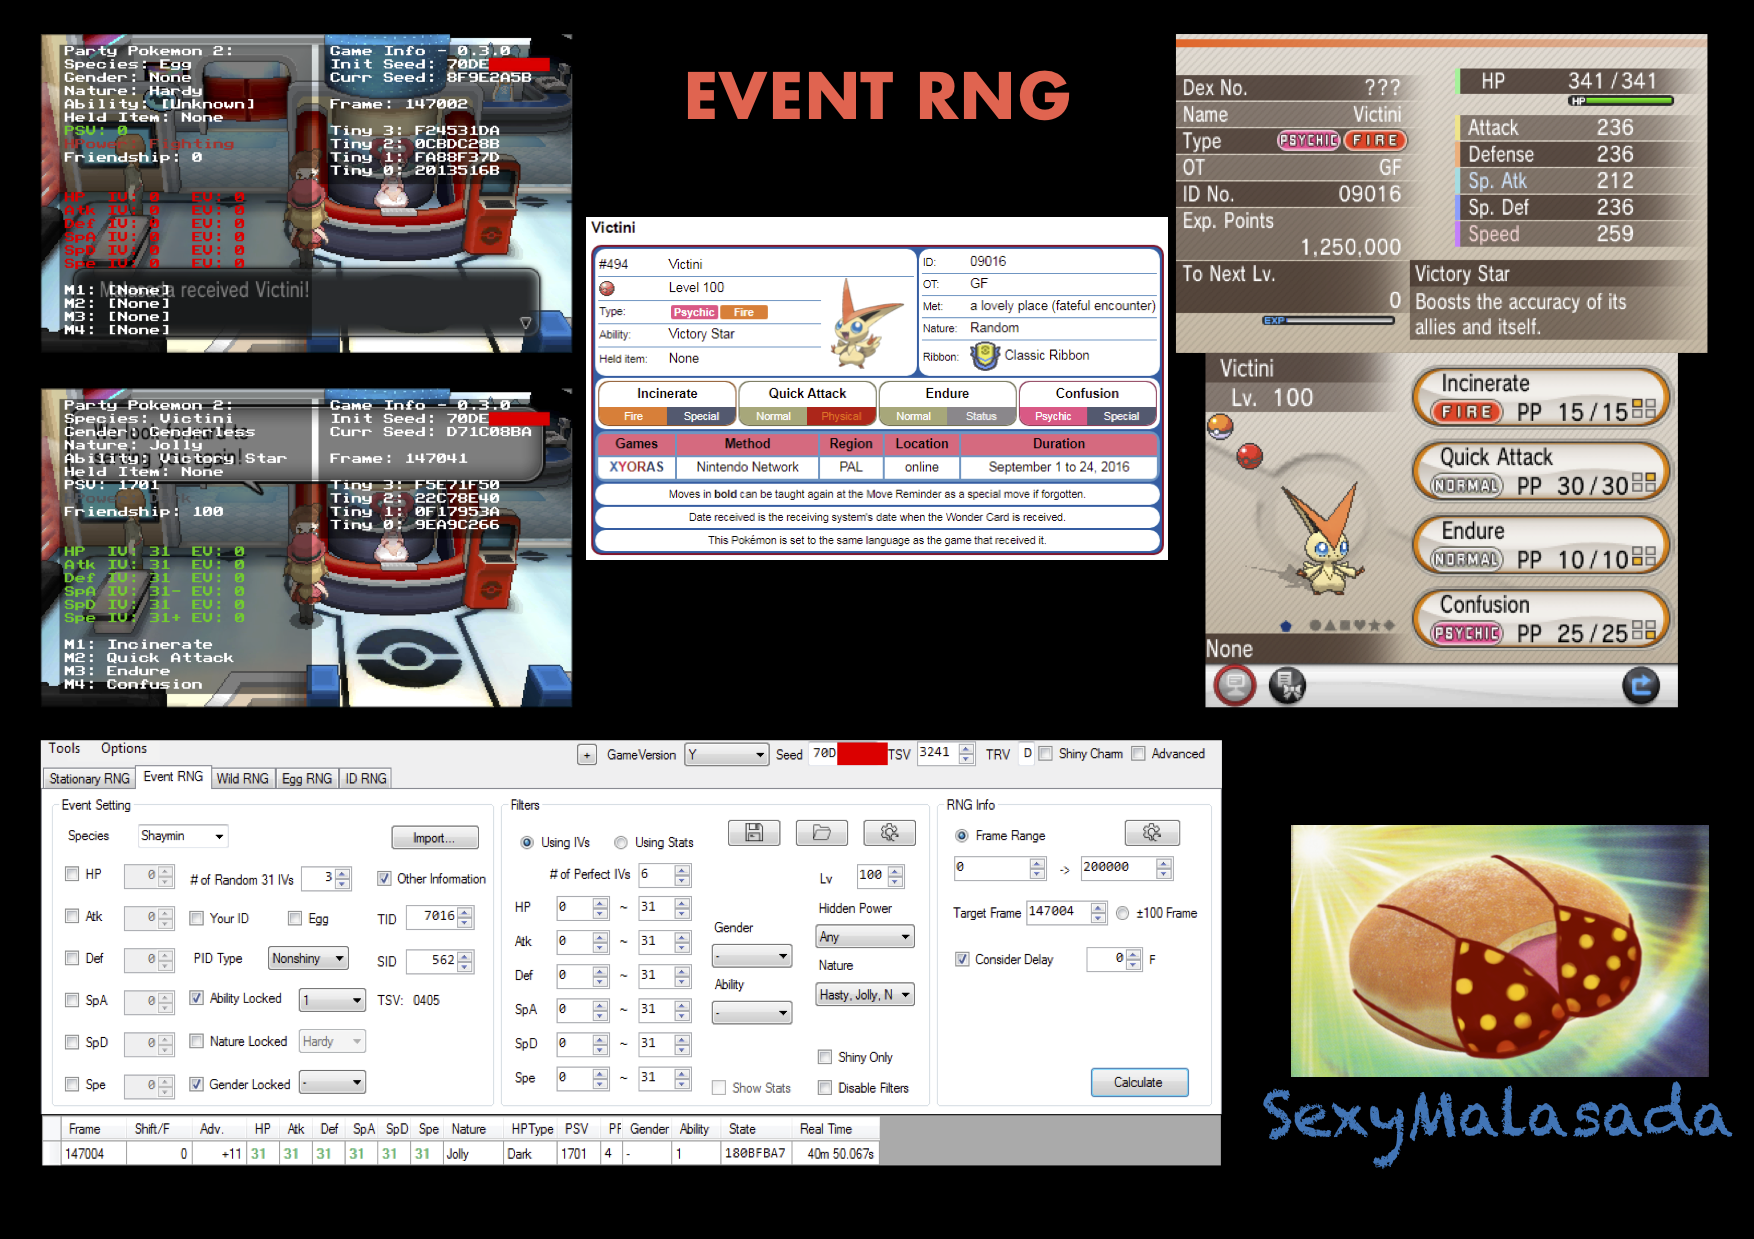 EVENT RNG
Party Pokemon 2:
Species: Egg
Gender: None
Nature: Hardy
Ability: [Unknown]
Held Item: None
PSV: 0
HPower: Fighting
Friendship: 0
HP IV: 0 EV: 0
Atk IV: 0 EV: 0
Def IV: 0 EV: 0
SpA IV: 0 EV: 0
SpD IV: 0 EV: 0
Spe IV: 0 EV: 0
M1: [None]
M2: [None]
M3: [None]
M4: [None]
received Victini!
Game Info - 0.3.0
Init Seed: 70DE
Curr Seed: 8F9E2A5B
Frame: 147002
Tiny 3: F24531DA
Tiny 2: 0CBDC28B
Tiny 1: FA88F37D
Tiny 0: 2013516B
Party Pokemon 2:
Species: Victini
Gender: Genderless
Nature: Jolly
Ability: Victory Star
Held Item: None
PSV: 1701
HPower: Dark
Friendship: 100
HP IV: 31 EV: 0
Atk IV: 31 EV: 0
Def IV: 31 EV: 0
SpA IV: 31- EV: 0
SpD IV: 31 EV: 0
Spe IV: 31+ EV: 0
M1: Incinerate
M2: Quick Attack
M3: Endure
M4: Confusion
Game Info - 0.3.0
Init Seed: 70DE
Curr Seed: D71C08BA
Frame: 147041
Tiny 3: F5E71F50
Tiny 2: 22C78E40
Tiny 1: 0F17953A
Tiny 0: 9EA9C266
Victini
#494 Victini
Level 100
Type: Psychic Fire
Ability: Victory Star
Held item: None
ID: 09016
OT: GF
Met: a lovely place (fateful encounter)
Nature: Random
Ribbon: Classic Ribbon
Incinerate Quick Attack Endure Confusion
Fire Special Normal Physical Normal Status Psychic Special
Games Method Region Location Duration
XYORAS Nintendo Network PAL online September 1 to 24, 2016
Moves in bold can be taught again at the Move Reminder as a special move if forgotten.
Date received is the receiving system's date when the Wonder Card is received.
This Pokémon is set to the same language as the game that received it.
Dex No. ???
Name Victini
Type PSYCHIC FIRE
OT GF
ID No. 09016
Exp. Points
1,250,000
To Next Lv.
0
EXP
HP 341/341
HP
Attack 236
Defense 236
Sp. Atk 212
Sp. Def 236
Speed 259
Victory Star
Boosts the accuracy of its
allies and itself.
Victini
Lv. 100
None
Incinerate
FIRE PP 15/15
Quick Attack
NORMAL PP 30/30
Endure
NORMAL PP 10/10
Confusion
PSYCHIC PP 25/25
Tools Options
+ GameVersion Y Seed 70D TSV 3241 TRV D Shiny Charm Advanced
Stationary RNG Event RNG Wild RNG Egg RNG ID RNG
Event Setting
Species Shaymin Import...
HP 0 # of Random 31 IVs 3 Other Information
Atk 0 Your ID Egg TID 7016
Def 0 PID Type Nonshiny SID 562
SpA 0 Ability Locked 1 TSV: 0405
SpD 0 Nature Locked Hardy
Spe 0 Gender Locked -
Filters
Using IVs Using Stats
# of Perfect IVs 6 Lv 100
HP 0 ~ 31
Atk 0 ~ 31
Def 0 ~ 31
SpA 0 ~ 31
SpD 0 ~ 31
Spe 0 ~ 31
Gender
-
Ability
-
Hidden Power
Any
Nature
Hasty, Jolly, N
Shiny Only
Show Stats Disable Filters
RNG Info
Frame Range
0 -> 200000
Target Frame 147004 ±100 Frame
Consider Delay 0 F
Calculate
Frame Shift/F Adv. HP Atk Def SpA SpD Spe Nature HPType PSV PF Gender Ability State Real Time
147004 0 +11 31 31 31 31 31 31 Jolly Dark 1701 4 - 1 180BFBA7 40m 50.067s
SexyMalasada